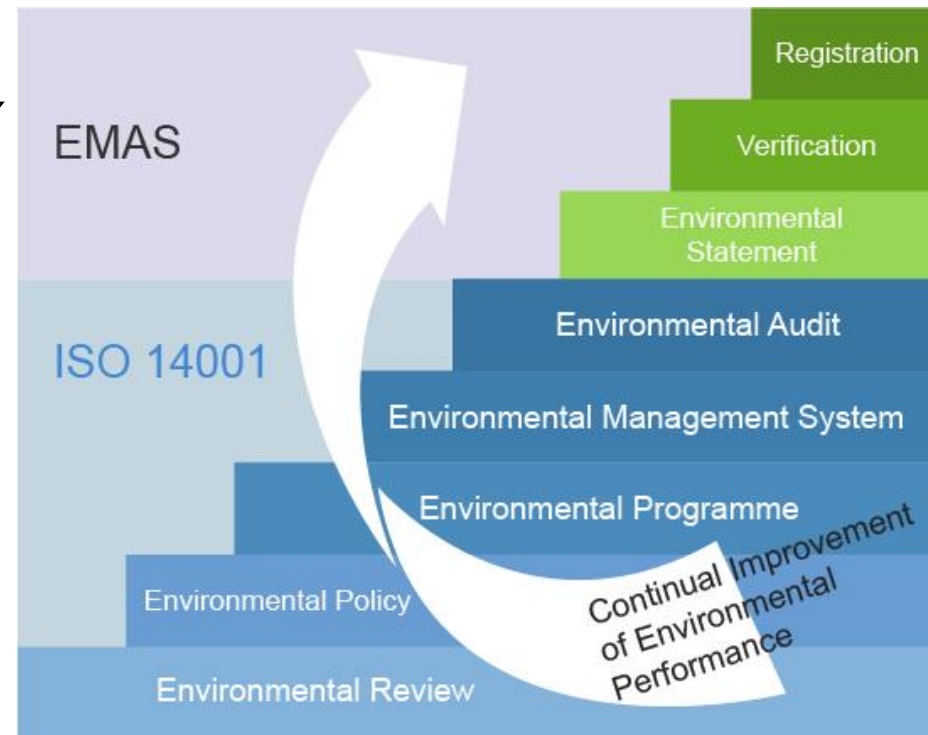 Registration
EMAS
Verification
Environmental
Statement
Environmental Audit
ISO 14001
Environmental Management System
Environmental Programme
Environmental Policy
Continual Improvement
of Environmental
Performance
Environmental Review